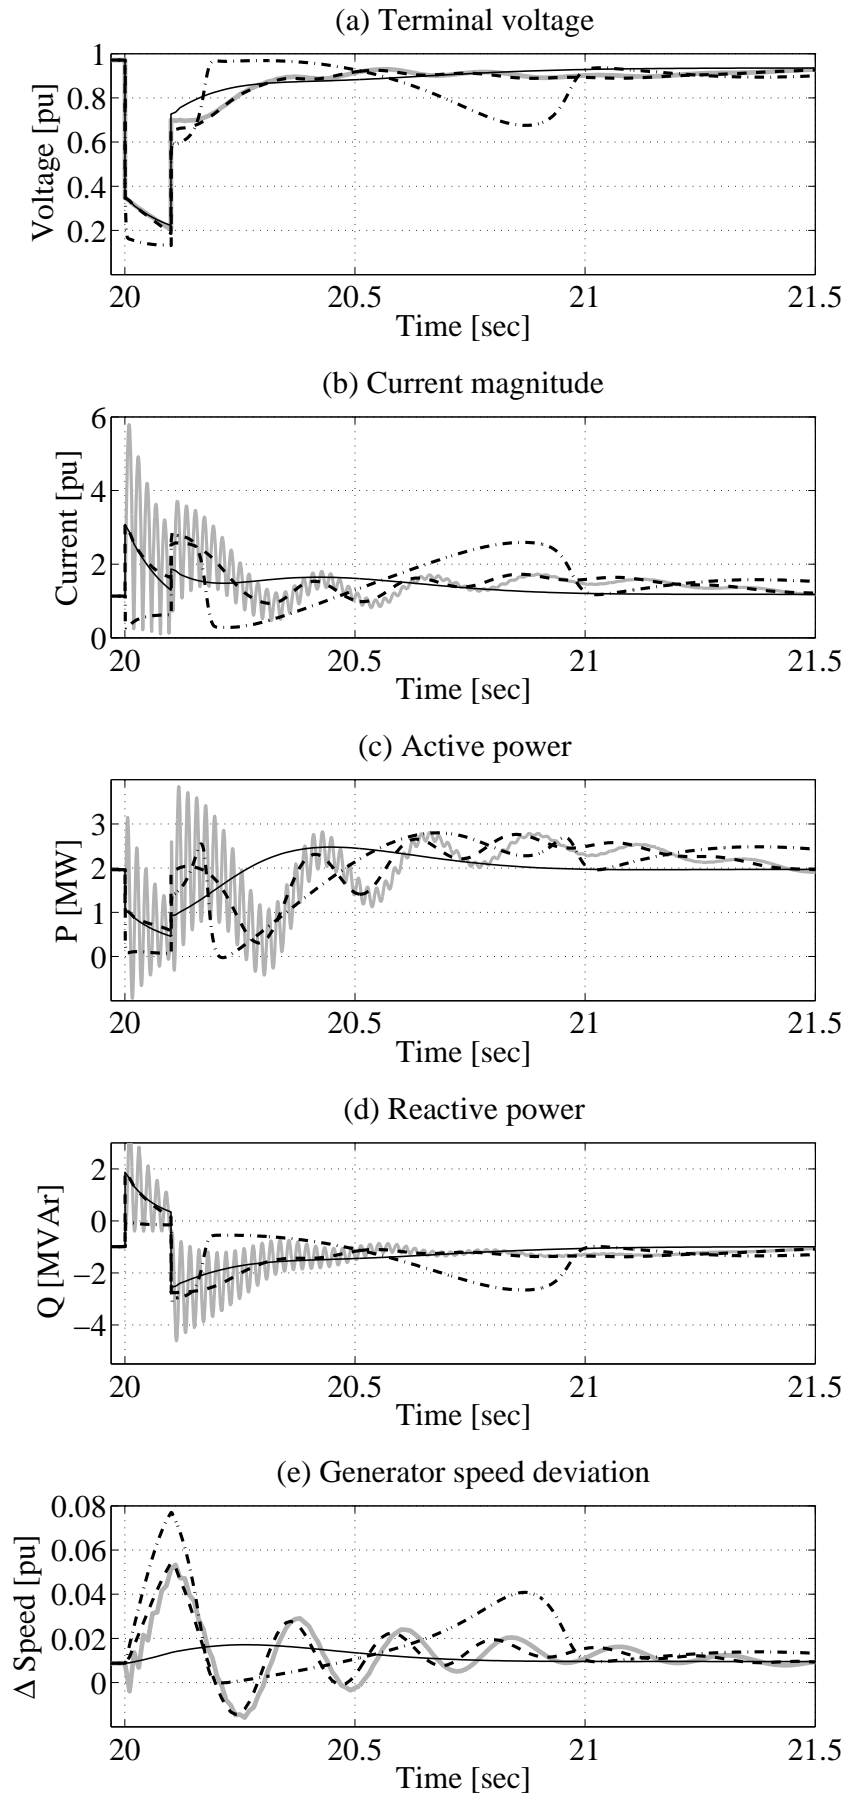 (a) Terminal voltage
Voltage [pu]
1
0.8
0.6
0.4
0.2
20 20.5 21 21.5
Time [sec]
(b) Current magnitude
Current [pu]
6
4
2
0
20 20.5 21 21.5
Time [sec]
(c) Active power
P [MW]
3
2
1
0
20 20.5 21 21.5
Time [sec]
(d) Reactive power
Q [MVAr]
2
0
−2
−4
20 20.5 21 21.5
Time [sec]
(e) Generator speed deviation
Δ Speed [pu]
0.08
0.06
0.04
0.02
0
20 20.5 21 21.5
Time [sec]